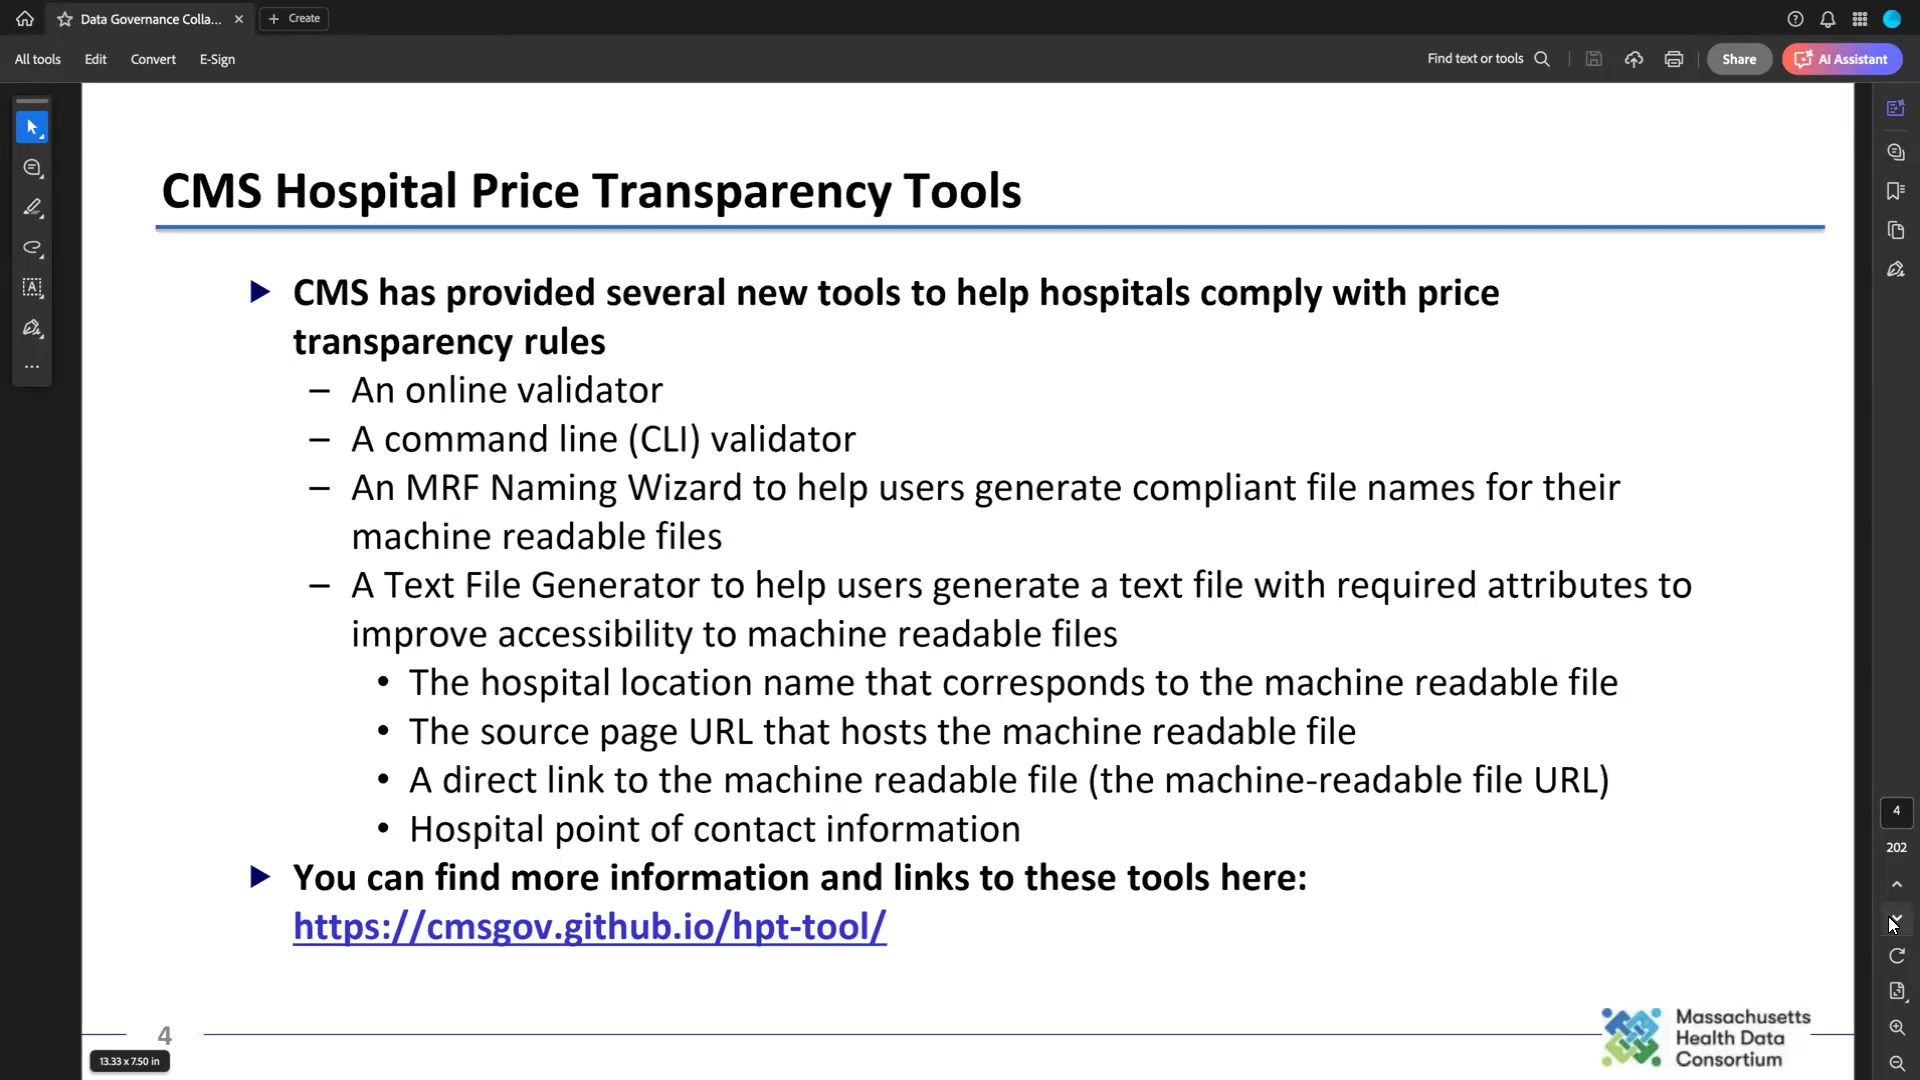 Data Governance Colla...
Create
All tools
Edit
Convert
E-Sign
Find text or tools
Share
AI Assistant
CMS Hospital Price Transparency Tools
CMS has provided several new tools to help hospitals comply with price
transparency rules
– An online validator
– A command line (CLI) validator
– An MRF Naming Wizard to help users generate compliant file names for their
machine readable files
– A Text File Generator to help users generate a text file with required attributes to
improve accessibility to machine readable files
• The hospital location name that corresponds to the machine readable file
• The source page URL that hosts the machine readable file
• A direct link to the machine readable file (the machine-readable file URL)
• Hospital point of contact information
You can find more information and links to these tools here:
https://cmsgov.github.io/hpt-tool/
4
202
4
13.33 x 7.50 in
Massachusetts
Health Data
Consortium